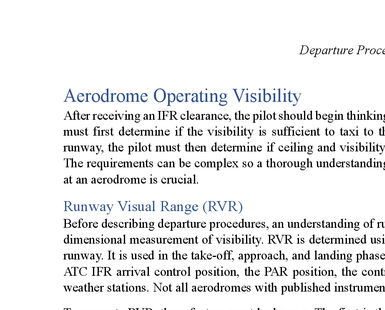 Departure Proce
Aerodrome Operating Visibility
After receiving an IFR clearance, the pilot should begin thinking
must first determine if the visibility is sufficient to taxi to th
runway, the pilot must then determine if ceiling and visibility
The requirements can be complex so a thorough understanding
at an aerodrome is crucial.
Runway Visual Range (RVR)
Before describing departure procedures, an understanding of ru
dimensional measurement of visibility. RVR is determined usi
runway. It is used in the take-off, approach, and landing phase
ATC IFR arrival control position, the PAR position, the cont
weather stations. Not all aerodromes with published instrumen